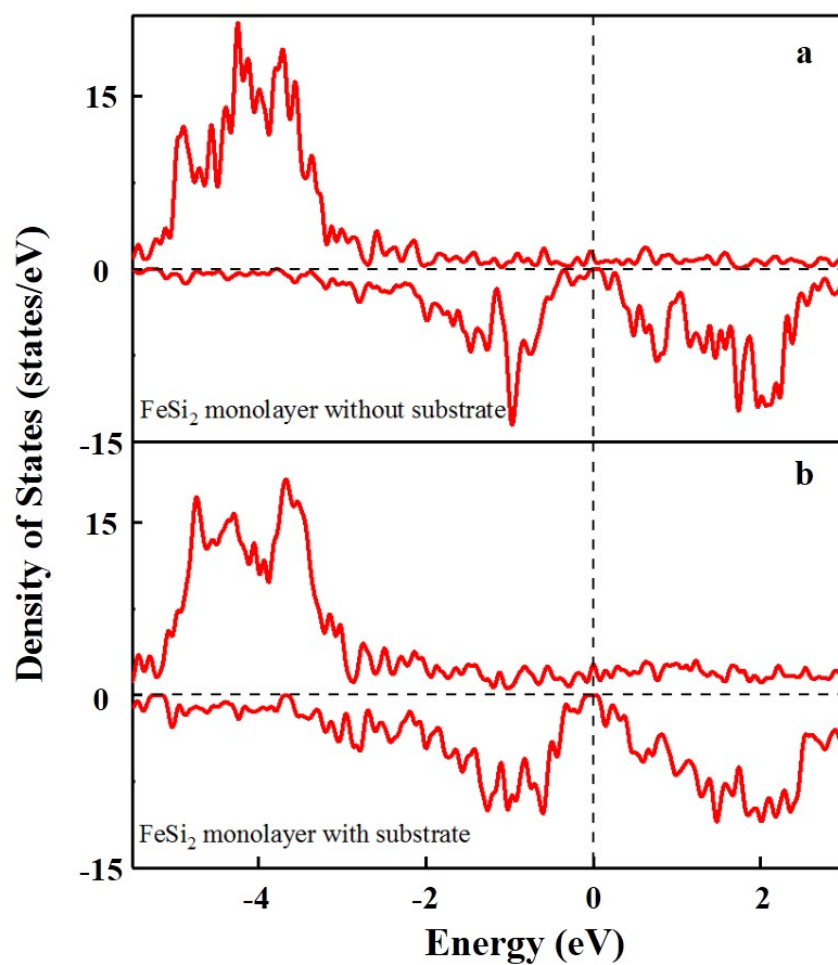 a
15
0
FeSi₂ monolayer without substrate
-15
b
15
0
FeSi₂ monolayer with substrate
-15
-4 -2 0 2
Energy (eV)
Density of States (states/eV)